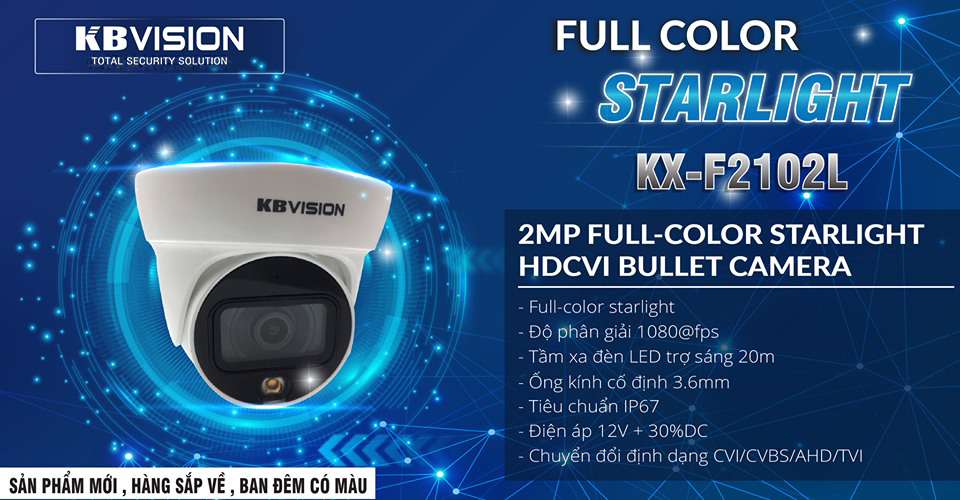 KBVISION
TOTAL SECURITY SOLUTION
FULL COLOR
STARLIGHT
KX-F2102L
KBVISION
2MP FULL-COLOR STARLIGHT
HDCVI BULLET CAMERA
- Full-color starlight
- Độ phân giải 1080@fps
- Tầm xa đèn LED trợ sáng 20m
- Ống kính cố định 3.6mm
- Tiêu chuẩn IP67
- Điện áp 12V + 30%DC
- Chuyển đổi định dạng CVI/CVBS/AHD/TVI
SẢN PHẨM MỚI , HÀNG SẮP VỀ , BAN ĐÊM CÓ MÀU